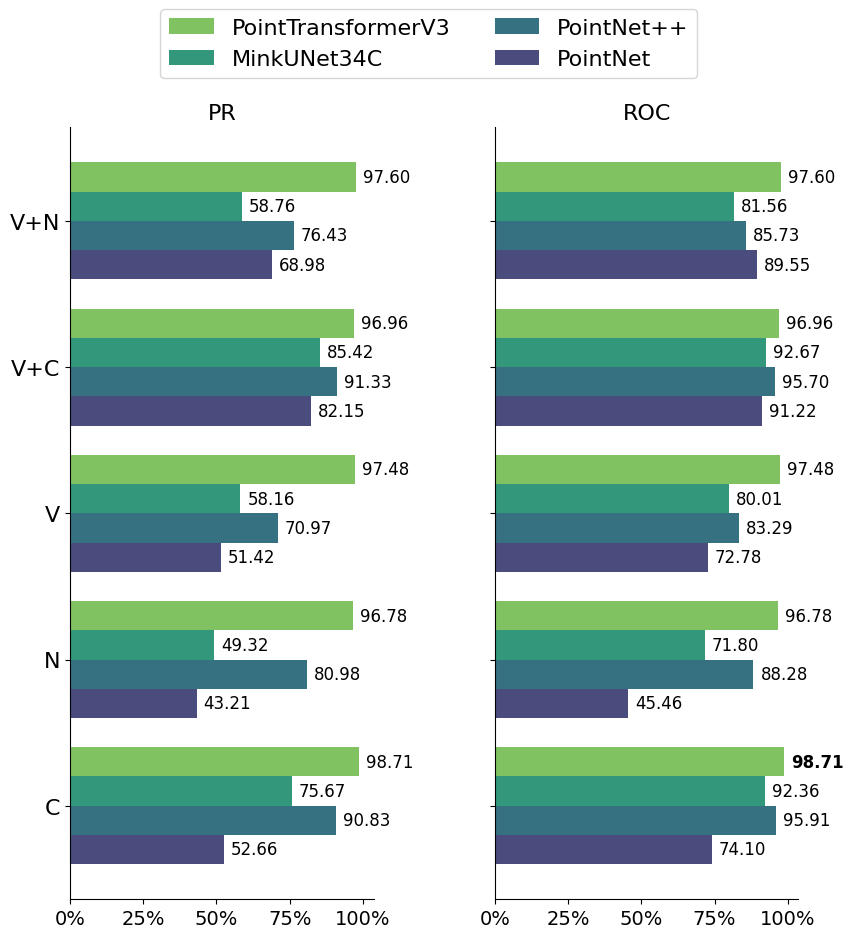 PointTransformerV3 PointNet++
MinkUNet34C PointNet
PR ROC
97.60 97.60
58.76 81.56
V+N
76.43 85.73
68.98 89.55
96.96 96.96
85.42 92.67
V+C
91.33 95.70
82.15 91.22
97.48 97.48
58.16 80.01
V
70.97 83.29
51.42 72.78
96.78 96.78
49.32 71.80
N
80.98 88.28
43.21 45.46
98.71 98.71
75.67 92.36
C
90.83 95.91
52.66 74.10
0% 25% 50% 75% 100% 0% 25% 50% 75% 100%